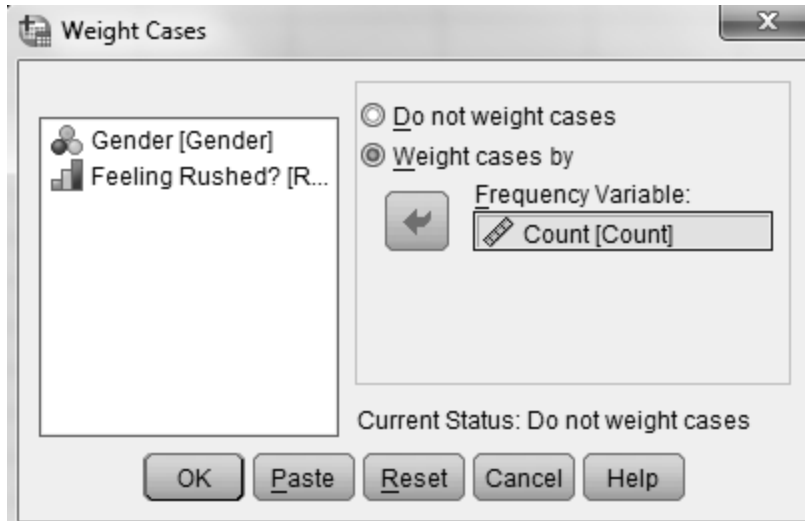 Weight Cases
X
Gender [Gender]
Feeling Rushed? [R...
Do not weight cases
Weight cases by
Frequency Variable:
Count [Count]
Current Status: Do not weight cases
OK Paste Reset Cancel Help